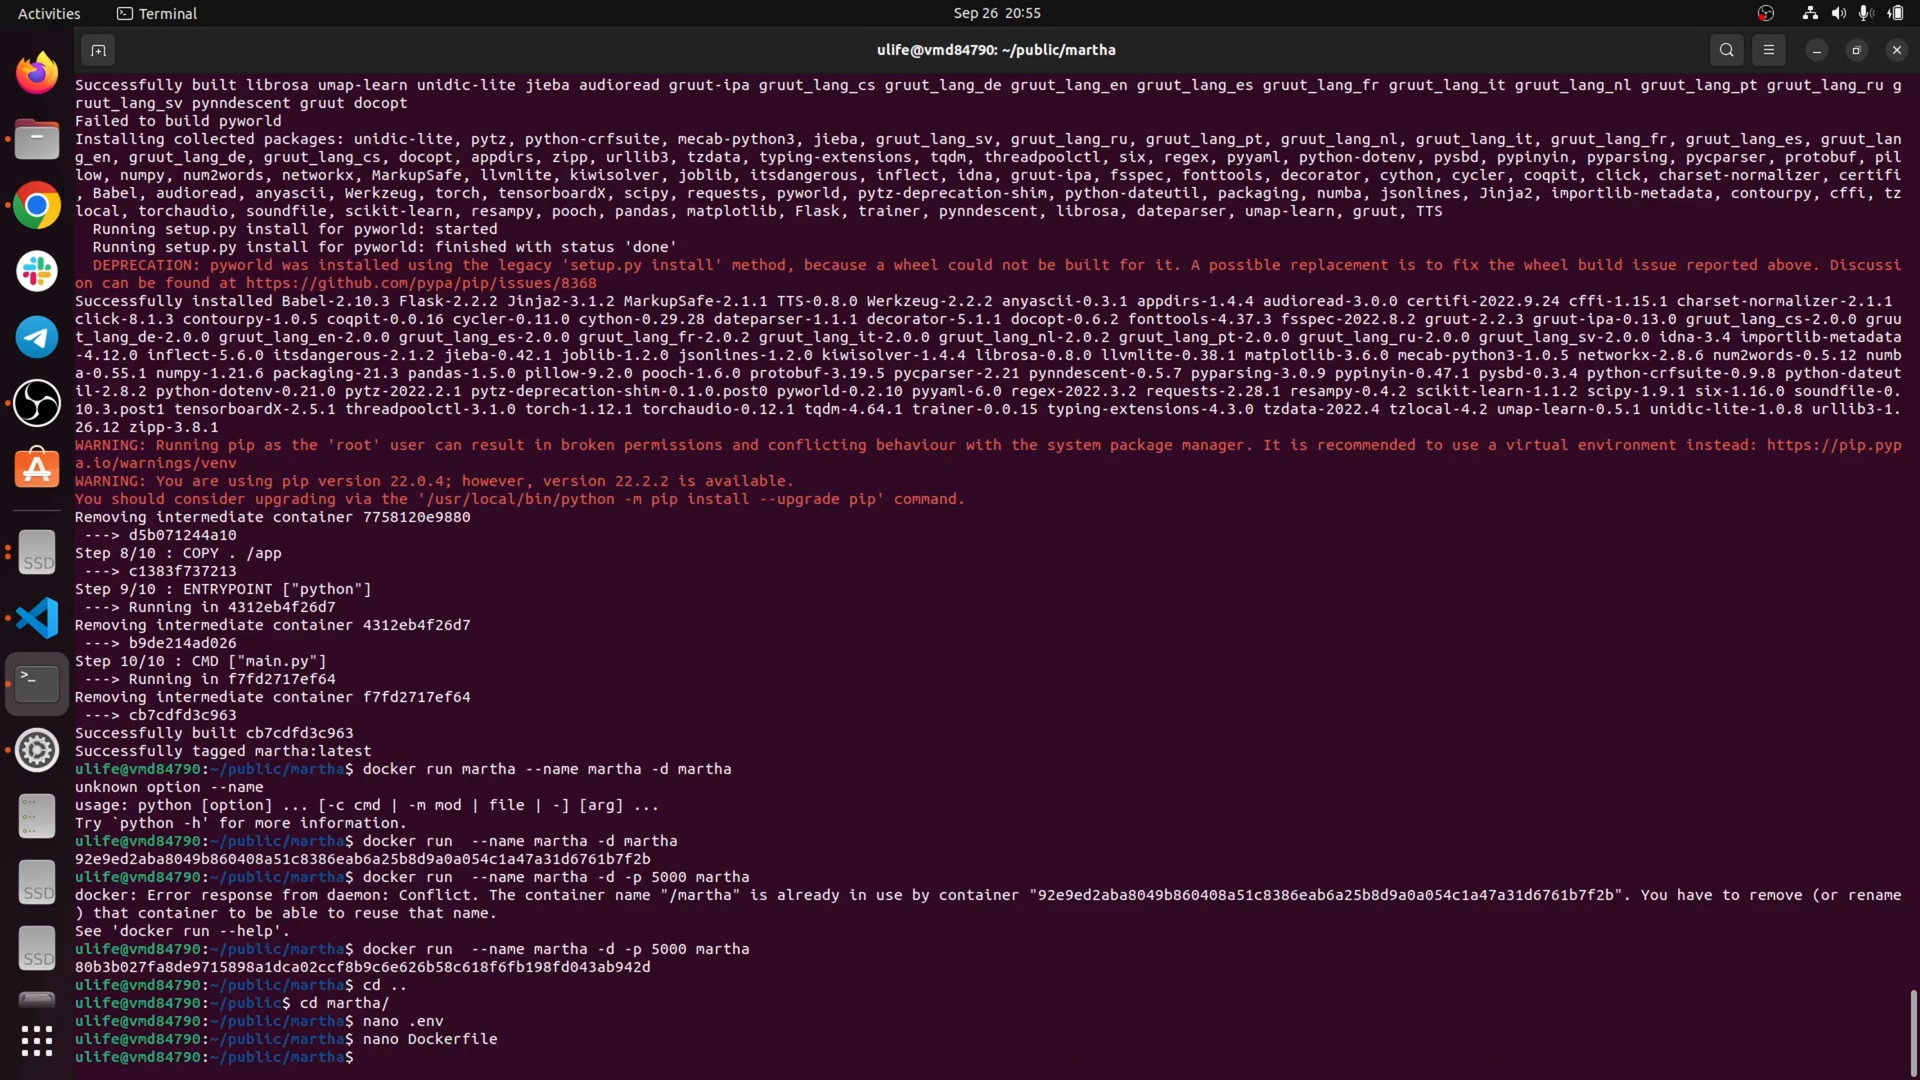 Activities
Terminal
Sep 26 20:55
ulife@vmd84790: ~/public/martha
Successfully built librosa umap-learn unidic-lite jieba audioread gruut-ipa gruut_lang_cs gruut_lang_de gruut_lang_en gruut_lang_es gruut_lang_fr gruut_lang_it gruut_lang_nl gruut_lang_pt gruut_lang_ru g
ruut_lang_sv pynndescent gruut docopt
Failed to build pyworld
Installing collected packages: unidic-lite, pytz, python-crfsuite, mecab-python3, jieba, gruut_lang_sv, gruut_lang_ru, gruut_lang_pt, gruut_lang_nl, gruut_lang_it, gruut_lang_fr, gruut_lang_es, gruut_lan
g_en, gruut_lang_de, gruut_lang_cs, docopt, appdirs, zipp, urllib3, tzdata, typing-extensions, tqdm, threadpoolctl, six, regex, pyyaml, python-dotenv, pysbd, pypinyin, pyparsing, pycparser, protobuf, pil
low, numpy, num2words, networkx, MarkupSafe, llvmlite, kiwisolver, joblib, itsdangerous, inflect, idna, gruut-ipa, fsspec, fonttools, decorator, cython, cycler, coqpit, click, charset-normalizer, certifi
, Babel, audioread, anyascii, Werkzeug, torch, tensorboardX, scipy, requests, pyworld, pytz-deprecation-shim, python-dateutil, packaging, numba, jsonlines, Jinja2, importlib-metadata, contourpy, cffi, tz
local, torchaudio, soundfile, scikit-learn, resampy, pooch, pandas, matplotlib, Flask, trainer, pynndescent, librosa, dateparser, umap-learn, gruut, TTS
Running setup.py install for pyworld: started
Running setup.py install for pyworld: finished with status 'done'
DEPRECATION: pyworld was installed using the legacy 'setup.py install' method, because a wheel could not be built for it. A possible replacement is to fix the wheel build issue reported above. Discussi
on can be found at https://github.com/pypa/pip/issues/8368
Successfully installed Babel-2.10.3 Flask-2.2.2 Jinja2-3.1.2 MarkupSafe-2.1.1 TTS-0.8.0 Werkzeug-2.2.2 anyascii-0.3.1 appdirs-1.4.4 audioread-3.0.0 certifi-2022.9.24 cffi-1.15.1 charset-normalizer-2.1.1
click-8.1.3 contourpy-1.0.5 coqpit-0.0.16 cycler-0.11.0 cython-0.29.28 dateparser-1.1.1 decorator-5.1.1 docopt-0.6.2 fonttools-4.37.3 fsspec-2022.8.2 gruut-2.2.3 gruut-ipa-0.13.0 gruut_lang_cs-2.0.0 gruu
t_lang_de-2.0.0 gruut_lang_en-2.0.0 gruut_lang_es-2.0.0 gruut_lang_fr-2.0.2 gruut_lang_it-2.0.0 gruut_lang_nl-2.0.2 gruut_lang_pt-2.0.0 gruut_lang_ru-2.0.0 gruut_lang_sv-2.0.0 idna-3.4 importlib-metadata
-4.12.0 inflect-5.6.0 itsdangerous-2.1.2 jieba-0.42.1 joblib-1.2.0 jsonlines-1.2.0 kiwisolver-1.4.4 librosa-0.8.0 llvmlite-0.38.1 matplotlib-3.6.0 mecab-python3-1.0.5 networkx-2.8.6 num2words-0.5.12 numb
a-0.55.1 numpy-1.21.6 packaging-21.3 pandas-1.5.0 pillow-9.2.0 pooch-1.6.0 protobuf-3.19.5 pycparser-2.21 pynndescent-0.5.7 pyparsing-3.0.9 pypinyin-0.47.1 pysbd-0.3.4 python-crfsuite-0.9.8 python-dateut
il-2.8.2 python-dotenv-0.21.0 pytz-2022.2.1 pytz-deprecation-shim-0.1.0.post0 pyworld-0.2.10 pyyaml-6.0 regex-2022.3.2 requests-2.28.1 resampy-0.4.2 scikit-learn-1.1.2 scipy-1.9.1 six-1.16.0 soundfile-0.
10.3.post1 tensorboardX-2.5.1 threadpoolctl-3.1.0 torch-1.12.1 torchaudio-0.12.1 tqdm-4.64.1 trainer-0.0.15 typing-extensions-4.3.0 tzdata-2022.4 tzlocal-4.2 umap-learn-0.5.1 unidic-lite-1.0.8 urllib3-1.
26.12 zipp-3.8.1
WARNING: Running pip as the 'root' user can result in broken permissions and conflicting behaviour with the system package manager. It is recommended to use a virtual environment instead: https://pip.pyp
a.io/warnings/venv
WARNING: You are using pip version 22.0.4; however, version 22.2.2 is available.
You should consider upgrading via the '/usr/local/bin/python -m pip install --upgrade pip' command.
Removing intermediate container 7758120e9880
---> d5b071244a10
Step 8/10 : COPY . /app
---> c1383f737213
Step 9/10 : ENTRYPOINT ["python"]
---> Running in 4312eb4f26d7
Removing intermediate container 4312eb4f26d7
---> b9de214ad026
Step 10/10 : CMD ["main.py"]
---> Running in f7fd2717ef64
Removing intermediate container f7fd2717ef64
---> cb7cdfd3c963
Successfully built cb7cdfd3c963
Successfully tagged martha:latest
ulife@vmd84790:~/public/martha$ docker run martha --name martha -d martha
unknown option --name
usage: python [option] ... [-c cmd | -m mod | file | -] [arg] ...
Try `python -h' for more information.
ulife@vmd84790:~/public/martha$ docker run  --name martha -d martha
92e9ed2aba8049b860408a51c8386eab6a25b8d9a0a054c1a47a31d6761b7f2b
ulife@vmd84790:~/public/martha$ docker run  --name martha -d -p 5000 martha
docker: Error response from daemon: Conflict. The container name "/martha" is already in use by container "92e9ed2aba8049b860408a51c8386eab6a25b8d9a0a054c1a47a31d6761b7f2b". You have to remove (or rename
) that container to be able to reuse that name.
See 'docker run --help'.
ulife@vmd84790:~/public/martha$ docker run  --name martha -d -p 5000 martha
80b3b027fa8de9715898a1dca02ccf8b9c6e626b58c618f6fb198fd043ab942d
ulife@vmd84790:~/public/martha$ cd ..
ulife@vmd84790:~/public$ cd martha/
ulife@vmd84790:~/public/martha$ nano .env
ulife@vmd84790:~/public/martha$ nano Dockerfile
ulife@vmd84790:~/public/martha$
SSD
SSD
SSD